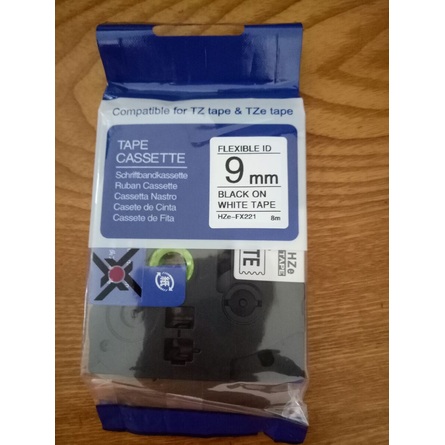 Compatible for TZ tape & TZe tape
TAPE
CASSETTE
Schriftbandkassette
Ruban Cassette
Cassetta Nastro
Casete de Cinta
Cassete de Fita
FLEXIBLE ID
9 mm
BLACK ON
WHITE TAPE
HZe-FX221 8m
HZe
TAPE